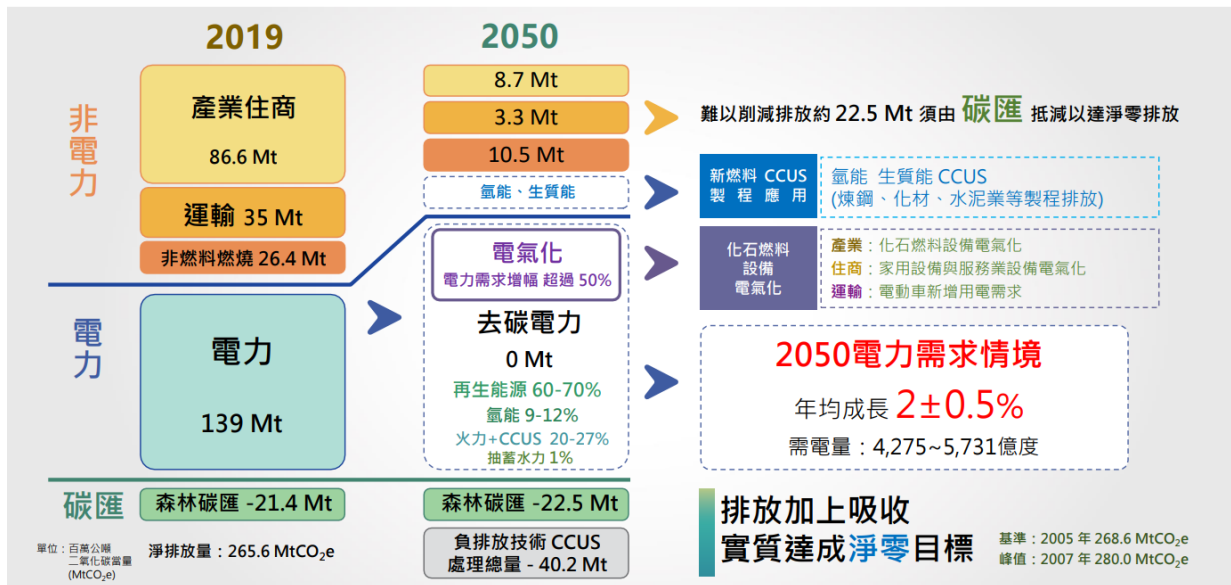 2019
2050
非電力
產業住商
86.6 Mt
運輸 35 Mt
非燃料燃燒 26.4 Mt
8.7 Mt
3.3 Mt
10.5 Mt
氫能、生質能
難以削減排放約 22.5 Mt 須由 碳匯 抵減以達淨零排放
新燃料 CCUS
製程應用
氫能 生質能 CCUS
(煉鋼、化材、水泥業等製程排放)
電力
電力
139 Mt
電氣化
電力需求增幅 超過 50%
去碳電力
0 Mt
再生能源 60-70%
氫能 9-12%
火力+CCUS 20-27%
抽蓄水力 1%
化石燃料
設備
電氣化
產業：化石燃料設備電氣化
住商：家用設備與服務業設備電氣化
運輸：電動車新增用電需求
2050電力需求情境
年均成長 2±0.5%
需電量：4,275~5,731億度
碳匯
森林碳匯 -21.4 Mt
森林碳匯 -22.5 Mt
單位：百萬公噸
二氧化碳當量
(MtCO₂e)
淨排放量：265.6 MtCO₂e
負排放技術 CCUS
處理總量 - 40.2 Mt
排放加上吸收
實質達成淨零目標
基準：2005 年 268.6 MtCO₂e
峰值：2007 年 280.0 MtCO₂e